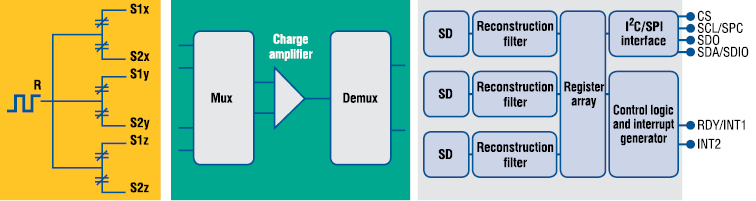 S1x
S2x
R
S1y
S2y
S1z
S2z
Charge
amplifier
Mux
Demux
SD
Reconstruction
filter
SD
Reconstruction
filter
SD
Reconstruction
filter
Register
array
I²C/SPI
interface
Control logic
and interrupt
generator
CS
SCL/SPC
SDO
SDA/SDIO
RDY/INT1
INT2